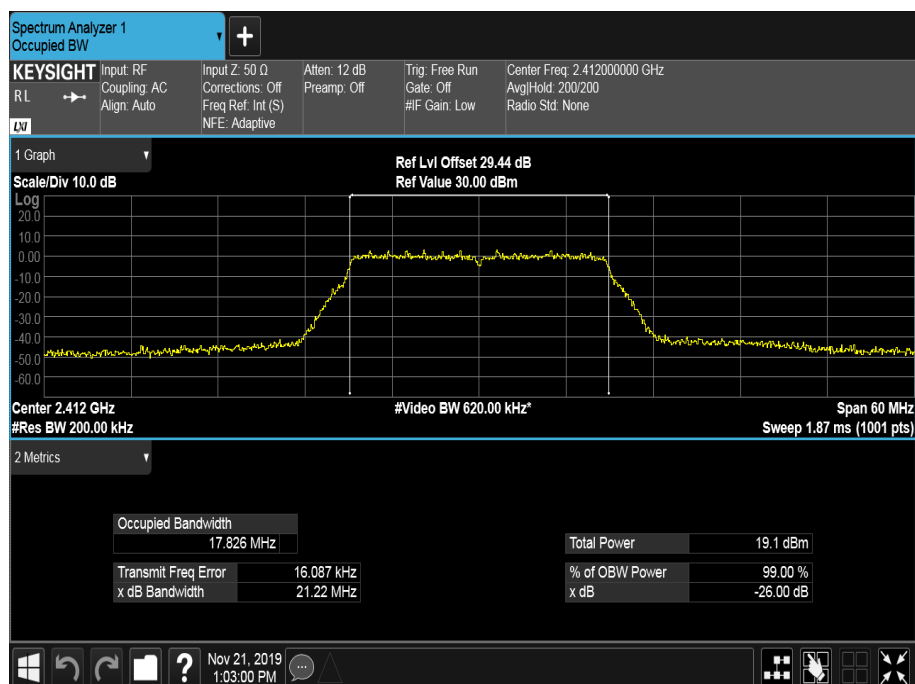 Spectrum Analyzer 1
Occupied BW
+
KEYSIGHT
R L
LXI
Input: RF
Coupling: AC
Align: Auto
Input Z: 50 Ω
Corrections: Off
Freq Ref: Int (S)
NFE: Adaptive
Atten: 12 dB
Preamp: Off
Trig: Free Run
Gate: Off
#IF Gain: Low
Center Freq: 2.412000000 GHz
Avg|Hold: 200/200
Radio Std: None
1 Graph
Scale/Div 10.0 dB
Ref Lvl Offset 29.44 dB
Ref Value 30.00 dBm
Log
20.0
10.0
0.00
-10.0
-20.0
-30.0
-40.0
-50.0
-60.0
Center 2.412 GHz
#Video BW 620.00 kHz*
Span 60 MHz
#Res BW 200.00 kHz
Sweep 1.87 ms (1001 pts)
2 Metrics
Occupied Bandwidth
17.826 MHz
Total Power 19.1 dBm
Transmit Freq Error 16.087 kHz
% of OBW Power 99.00 %
x dB Bandwidth 21.22 MHz
x dB -26.00 dB
?
Nov 21, 2019
1:03:00 PM